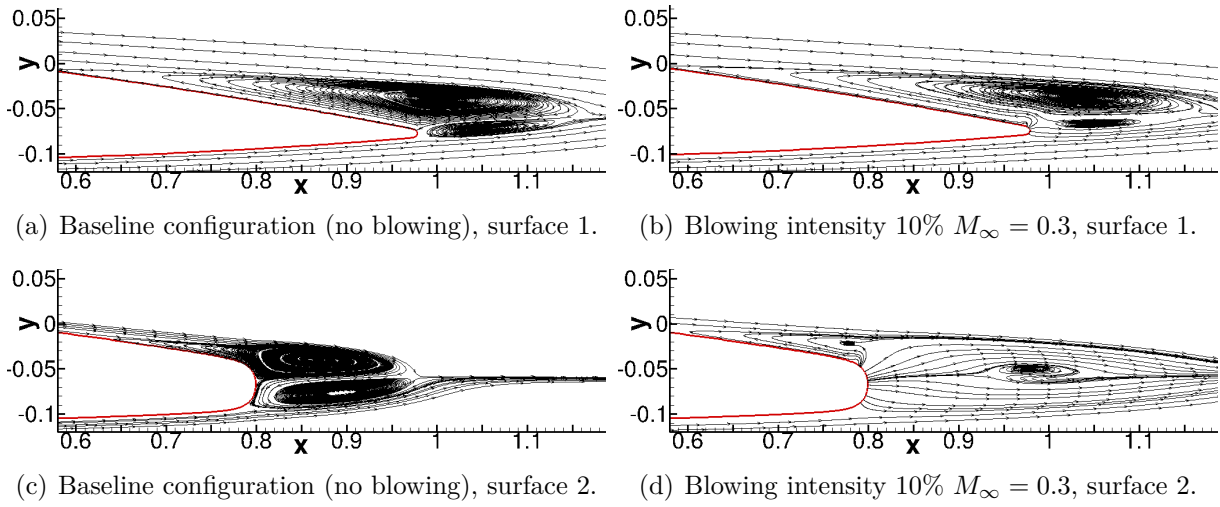 0.05
0
y
-0.05
-0.1
0.6 0.7 0.8 0.9 1 1.1
x
(a) Baseline configuration (no blowing), surface 1.
0.05
0
y
-0.05
-0.1
0.6 0.7 0.8 0.9 1 1.1
x
(b) Blowing intensity 10% M∞ = 0.3, surface 1.
0.05
0
y
-0.05
-0.1
0.6 0.7 0.8 0.9 1 1.1
x
(c) Baseline configuration (no blowing), surface 2.
0.05
0
y
-0.05
-0.1
0.6 0.7 0.8 0.9 1 1.1
x
(d) Blowing intensity 10% M∞ = 0.3, surface 2.